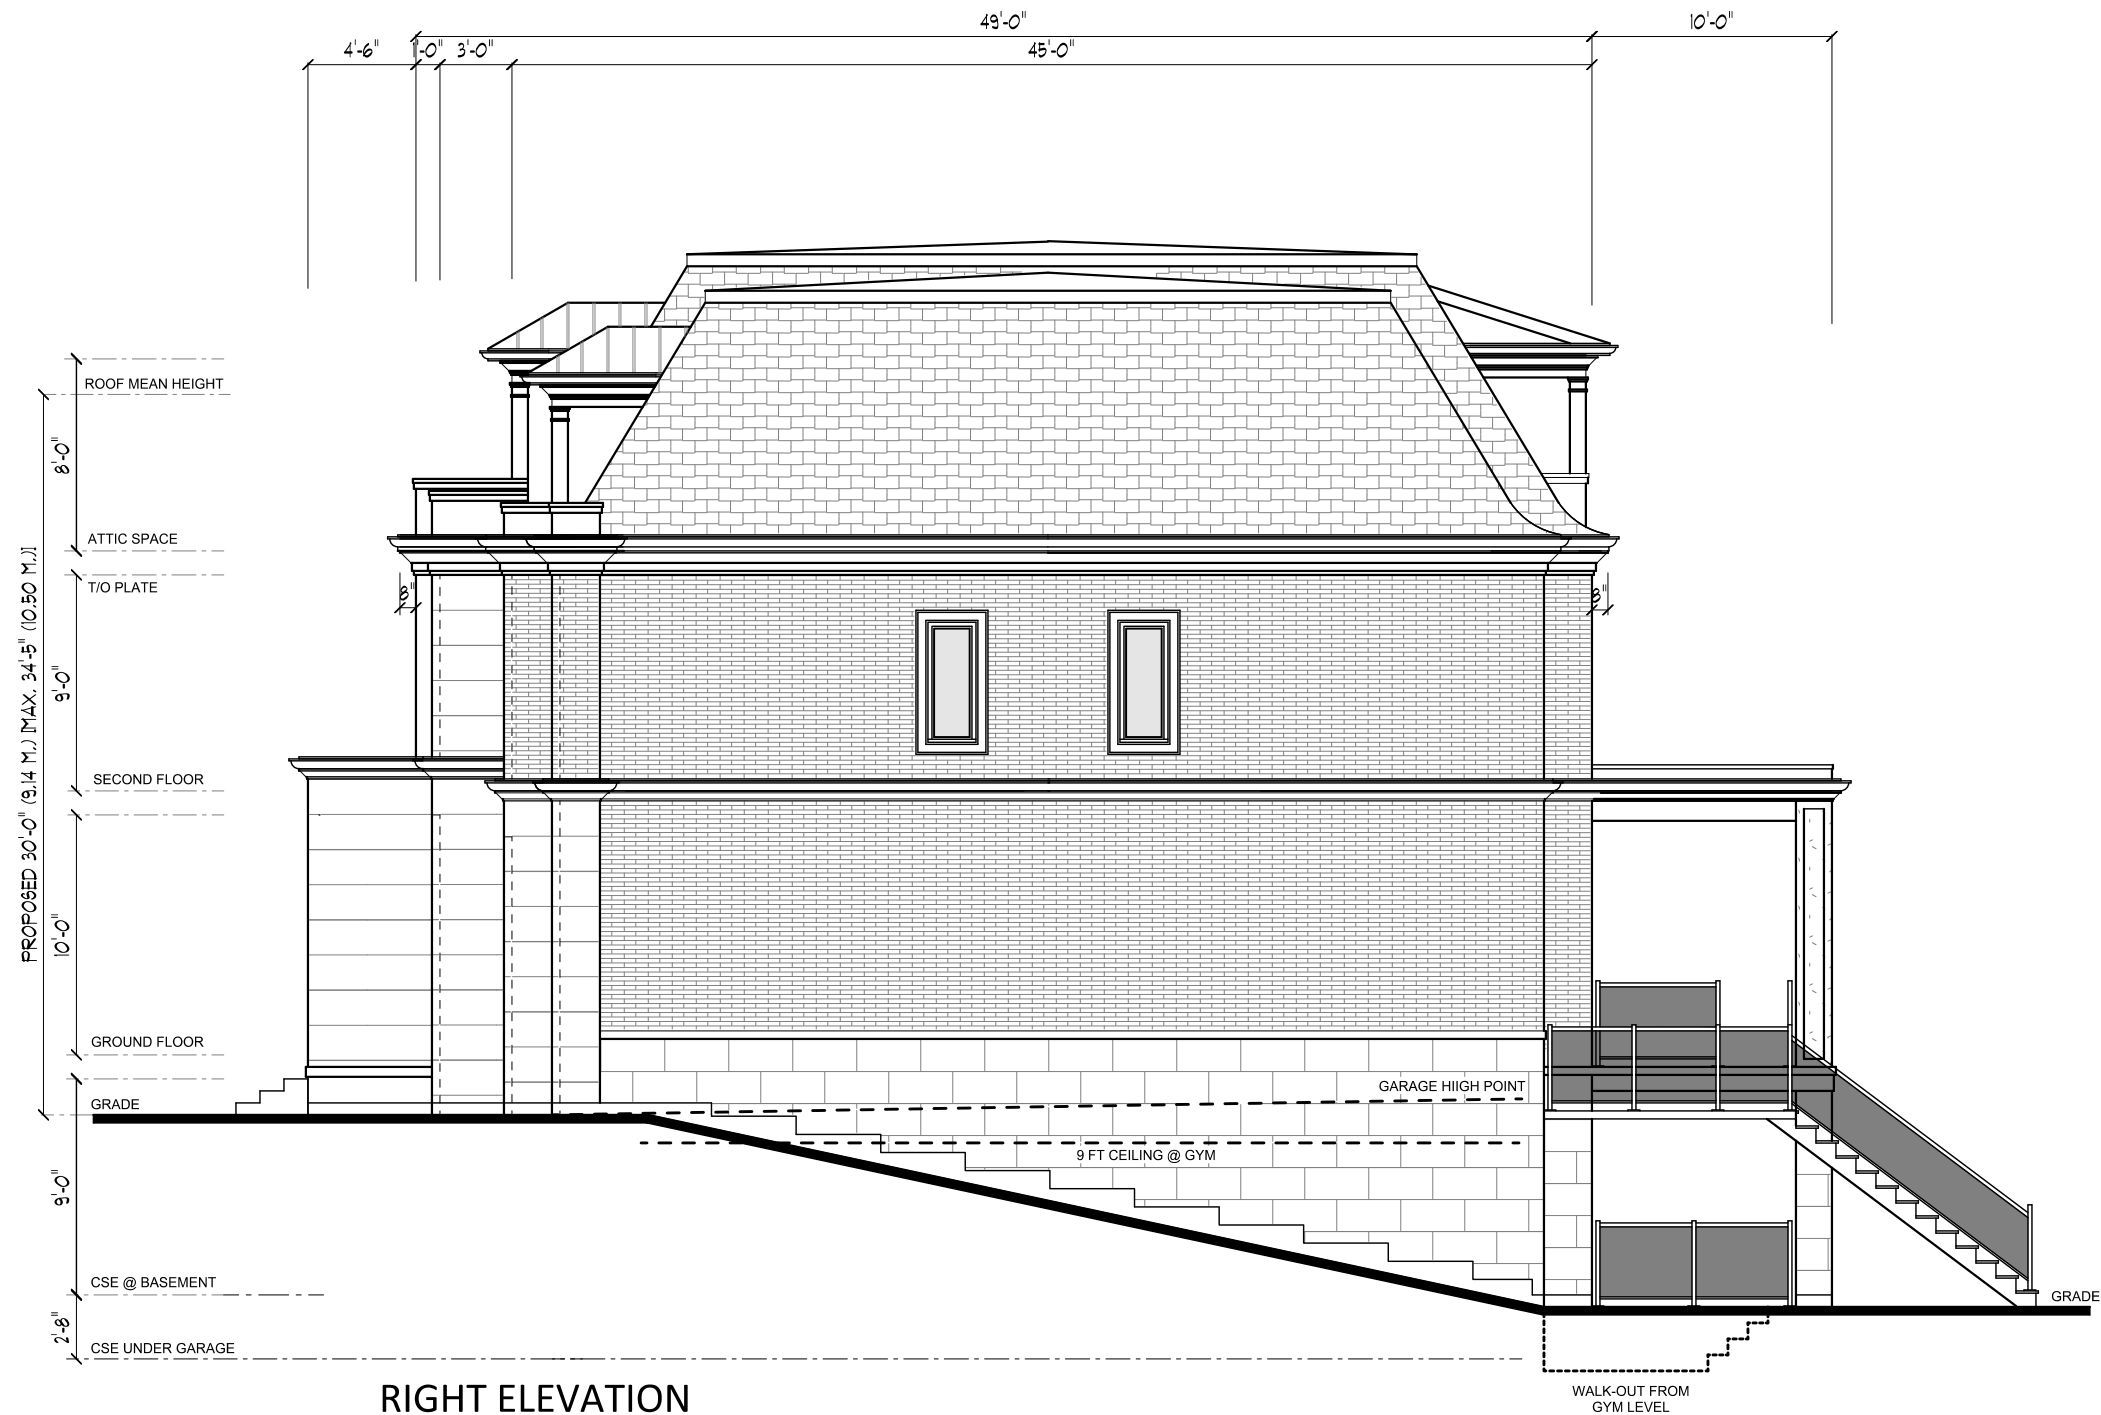 49'-0"
10'-0"
4'-6"
1'-0"
3'-0"
45'-0"
ROOF MEAN HEIGHT
8'-0"
ATTIC SPACE
T/O PLATE
8"
8"
9'-0"
PROPOSED 30'-0" (9.14 M.) [MAX. 34'-5" (10.50 M.)]
SECOND FLOOR
10'-0"
GROUND FLOOR
GARAGE HIIGH POINT
GRADE
9 FT CEILING @ GYM
9'-0"
CSE @ BASEMENT
GRADE
2'-8"
CSE UNDER GARAGE
RIGHT ELEVATION
WALK-OUT FROM
GYM LEVEL